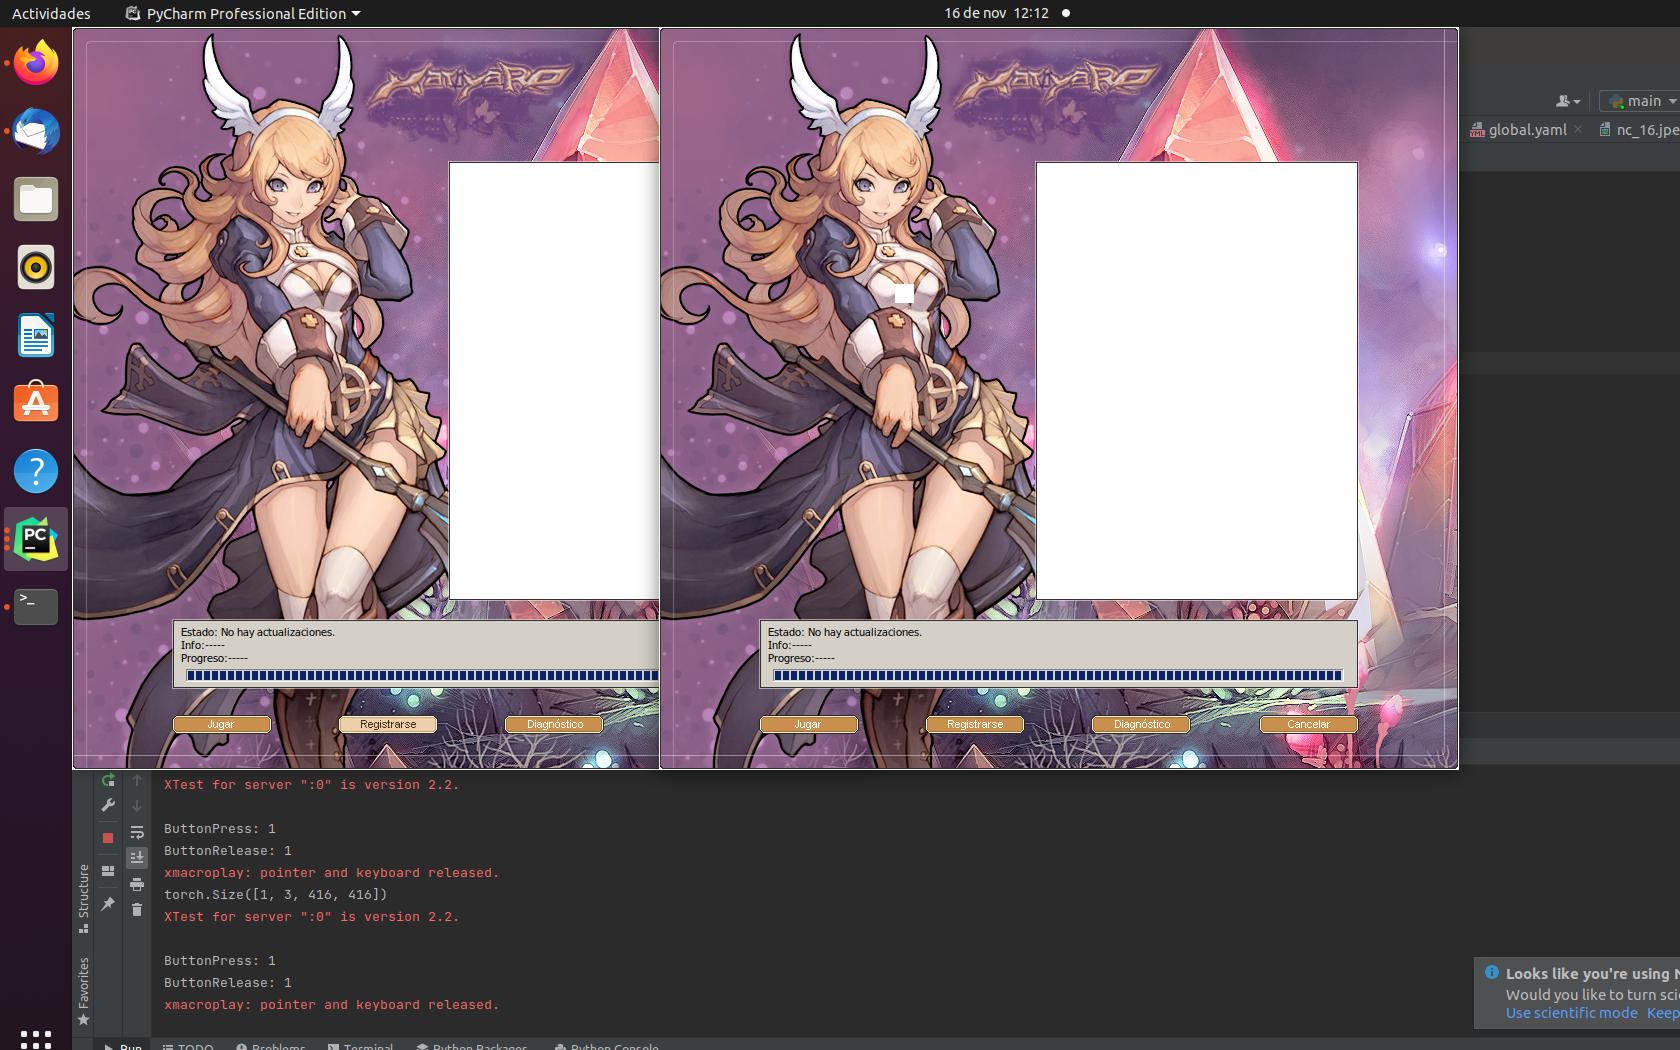 Actividades
PyCharm Professional Edition
16 de nov 12:12
XatiyaRO
XatiyaRO
main
global.yaml
nc_16.jpe
PC
Estado: No hay actualizaciones.
Info:-----
Progreso:-----
Jugar
Registrarse
Diagnóstico
Estado: No hay actualizaciones.
Info:-----
Progreso:-----
Jugar
Registrarse
Diagnóstico
Cancelar
XTest for server ":0" is version 2.2.
ButtonPress: 1
ButtonRelease: 1
xmacroplay: pointer and keyboard released.
torch.Size([1, 3, 416, 416])
XTest for server ":0" is version 2.2.
ButtonPress: 1
ButtonRelease: 1
xmacroplay: pointer and keyboard released.
Structure
Favorites
Looks like you're using N
Would you like to turn scie
Use scientific mode Keep
Run
TODO
Problems
Terminal
Python Packages
Python Console